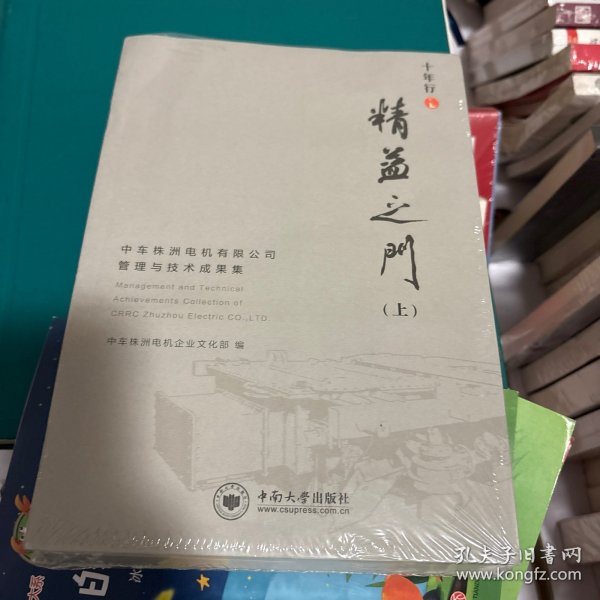 十年行
精益之門
（上）
中车株洲电机有限公司
管理与技术成果集
Management and Technical
Achievements Collection of
CRRC Zhuzhou Electric CO.,LTD
中车株洲电机企业文化部 编
中南大学出版社
www.csupress.com.cn
孔夫子旧书网
www.kongfz.com